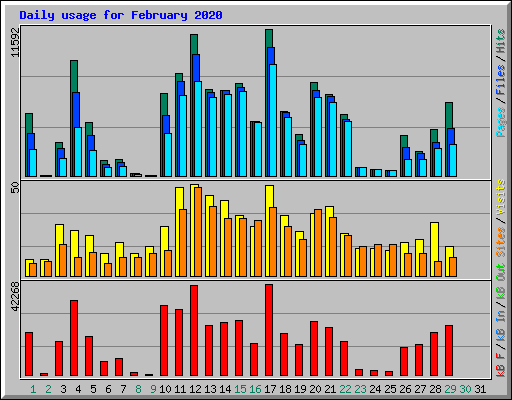 Daily usage for February 2020
11592
Pages / Files / Hits
50
Sites / Visits
42268
kB F / kB In / kB Out
1 2 3 4 5 6 7 8 9 10 11 12 13 14 15 16 17 18 19 20 21 22 23 24 25 26 27 28 29 30 31